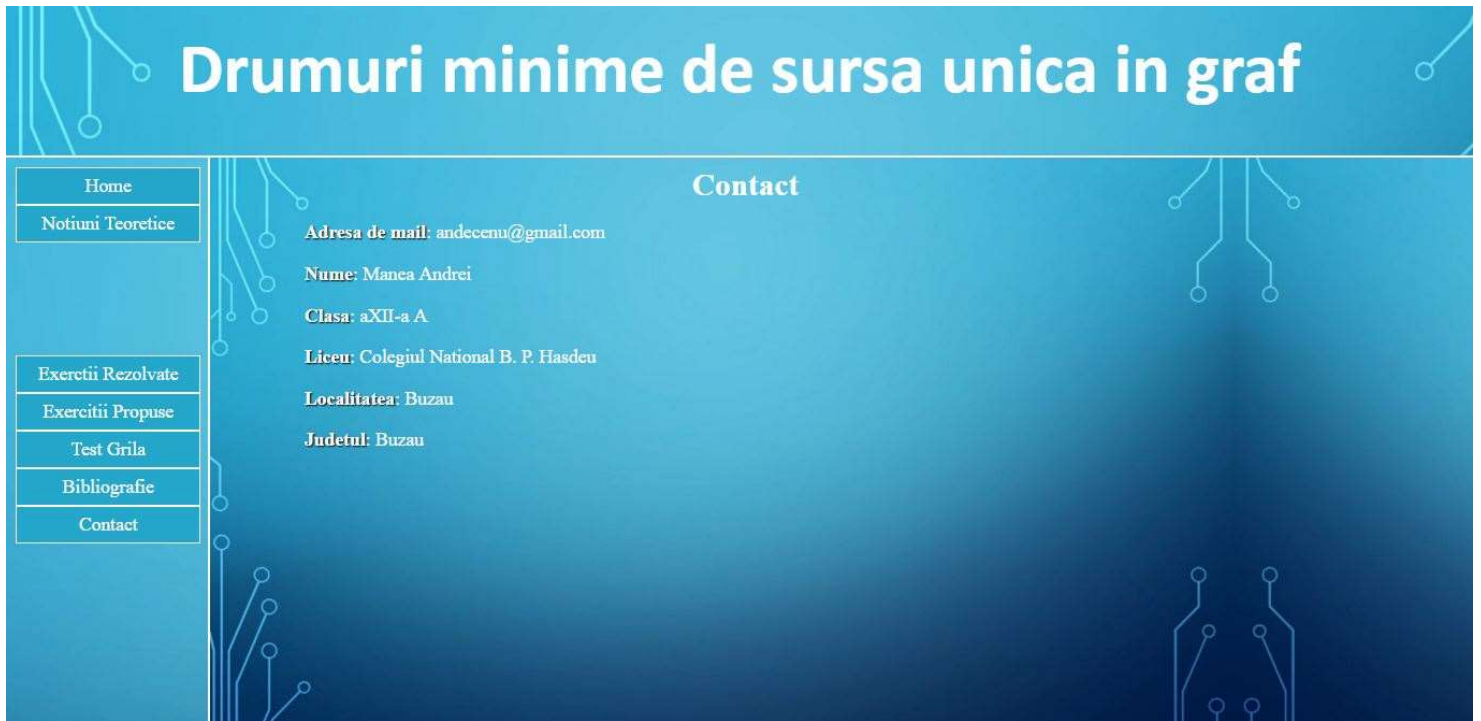 Drumuri minime de sursa unica in graf
Home
Notiuni Teoretice
Exerctii Rezolvate
Exercitii Propuse
Test Grila
Bibliografie
Contact
Contact
Adresa de mail: andecenu@gmail.com
Nume: Manea Andrei
Clasa: aXII-a A
Liceu: Colegiul National B. P. Hasdeu
Localitatea: Buzau
Judetul: Buzau